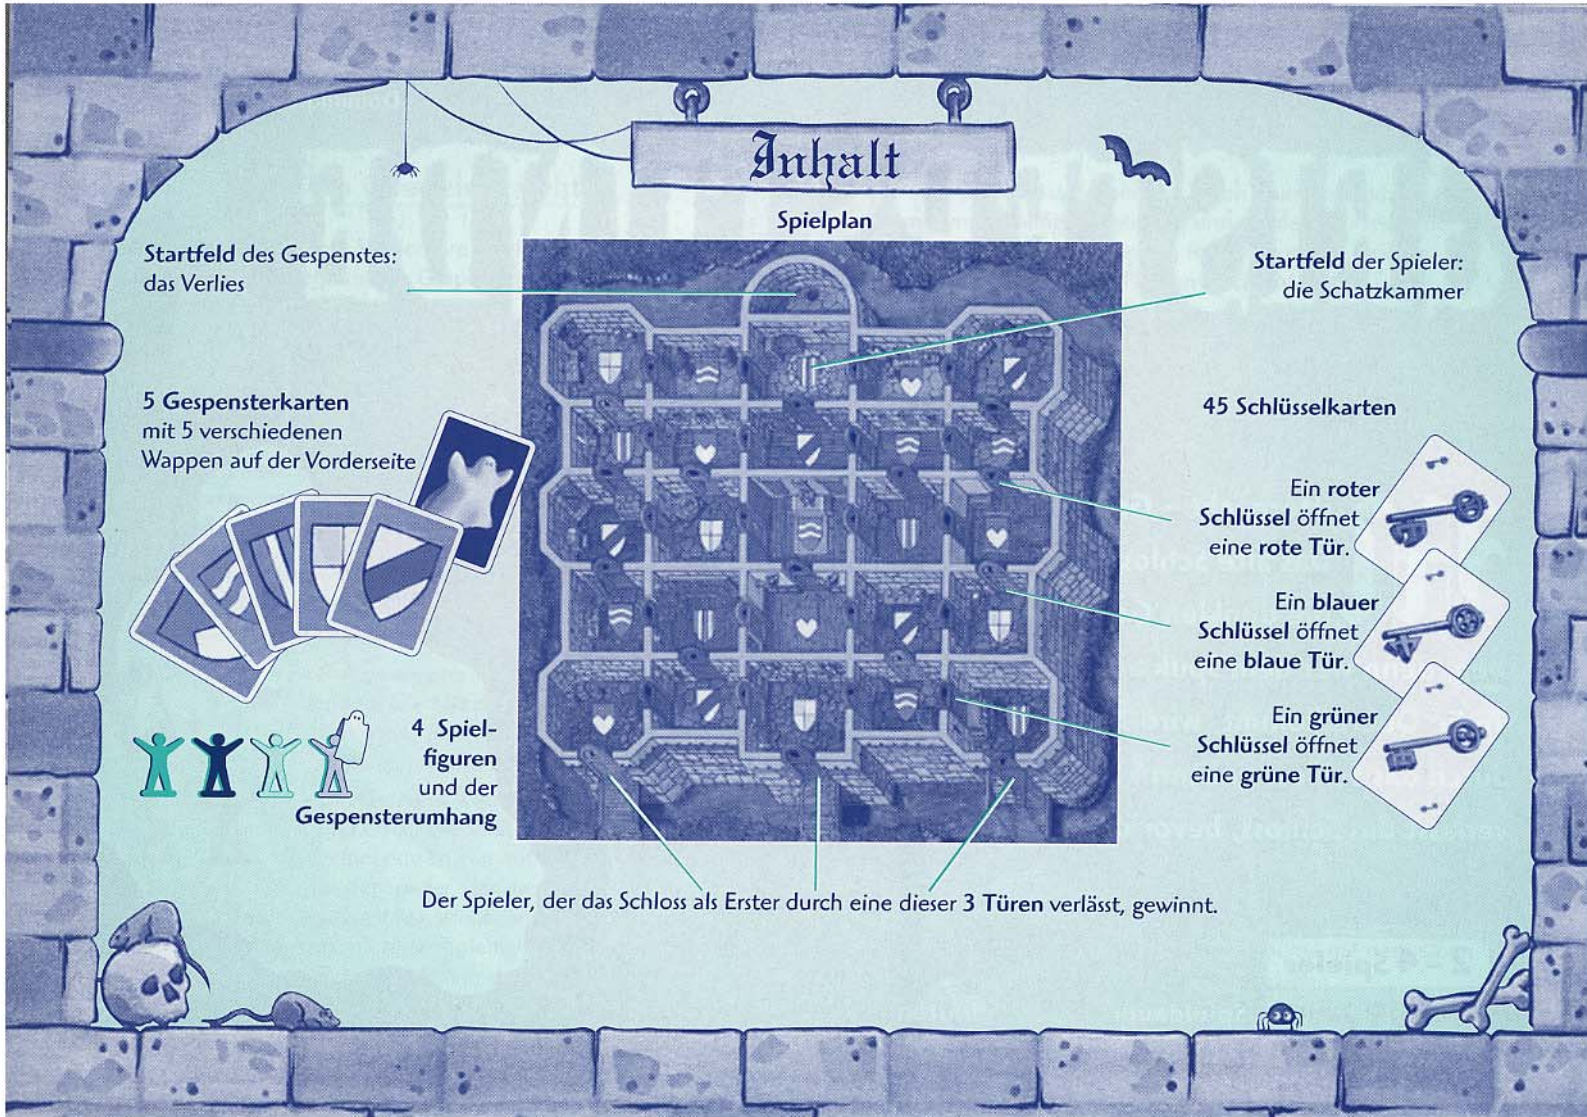 Inhalt
Spielplan
Startfeld des Gespenstes:
das Verlies
Startfeld der Spieler:
die Schatzkammer
5 Gespensterkarten
mit 5 verschiedenen
Wappen auf der Vorderseite
45 Schlüsselkarten
Ein roter
Schlüssel öffnet
eine rote Tür.
Ein blauer
Schlüssel öffnet
eine blaue Tür.
Ein grüner
Schlüssel öffnet
eine grüne Tür.
4 Spiel-
figuren
und der
Gespensterumhang
Der Spieler, der das Schloss als Erster durch eine dieser 3 Türen verlässt, gewinnt.
2 – 4 Spieler